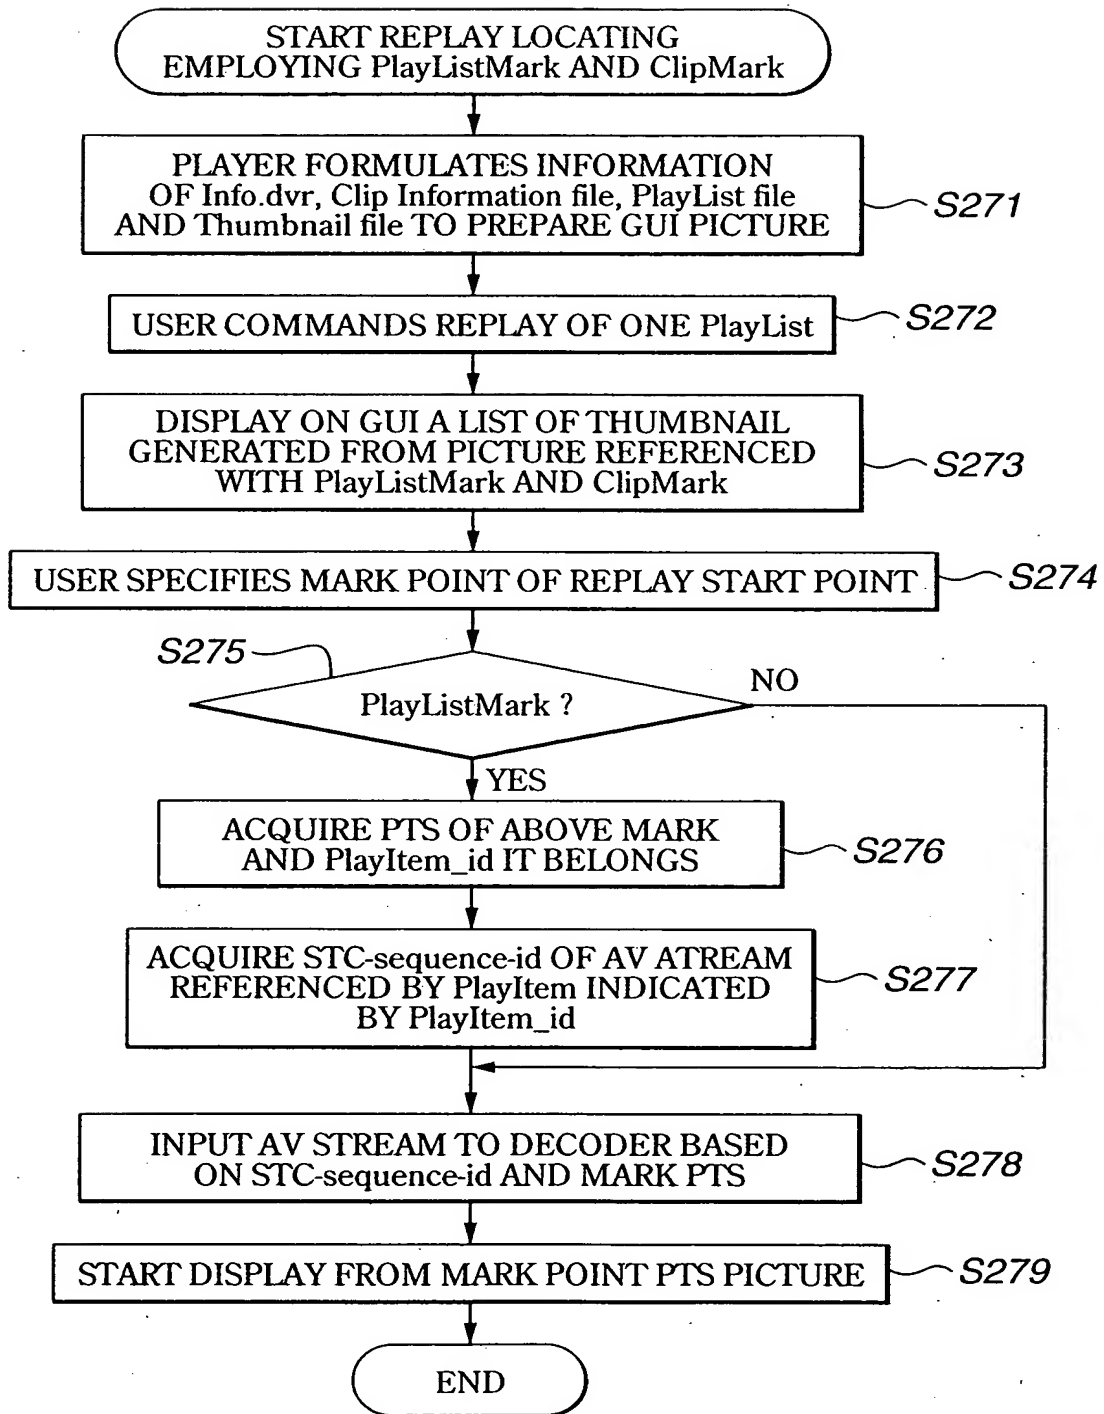 START REPLAY LOCATING
EMPLOYING PlayListMark AND ClipMark
PLAYER FORMULATES INFORMATION
OF Info.dvr, Clip Information file, PlayList file
AND Thumbnail file TO PREPARE GUI PICTURE
S271
USER COMMANDS REPLAY OF ONE PlayList
S272
DISPLAY ON GUI A LIST OF THUMBNAIL
GENERATED FROM PICTURE REFERENCED
WITH PlayListMark AND ClipMark
S273
USER SPECIFIES MARK POINT OF REPLAY START POINT
S274
S275
PlayListMark ?
NO
YES
ACQUIRE PTS OF ABOVE MARK
AND PlayItem_id IT BELONGS
S276
ACQUIRE STC-sequence-id OF AV ATREAM
REFERENCED BY PlayItem INDICATED
BY PlayItem_id
S277
INPUT AV STREAM TO DECODER BASED
ON STC-sequence-id AND MARK PTS
S278
START DISPLAY FROM MARK POINT PTS PICTURE
S279
END